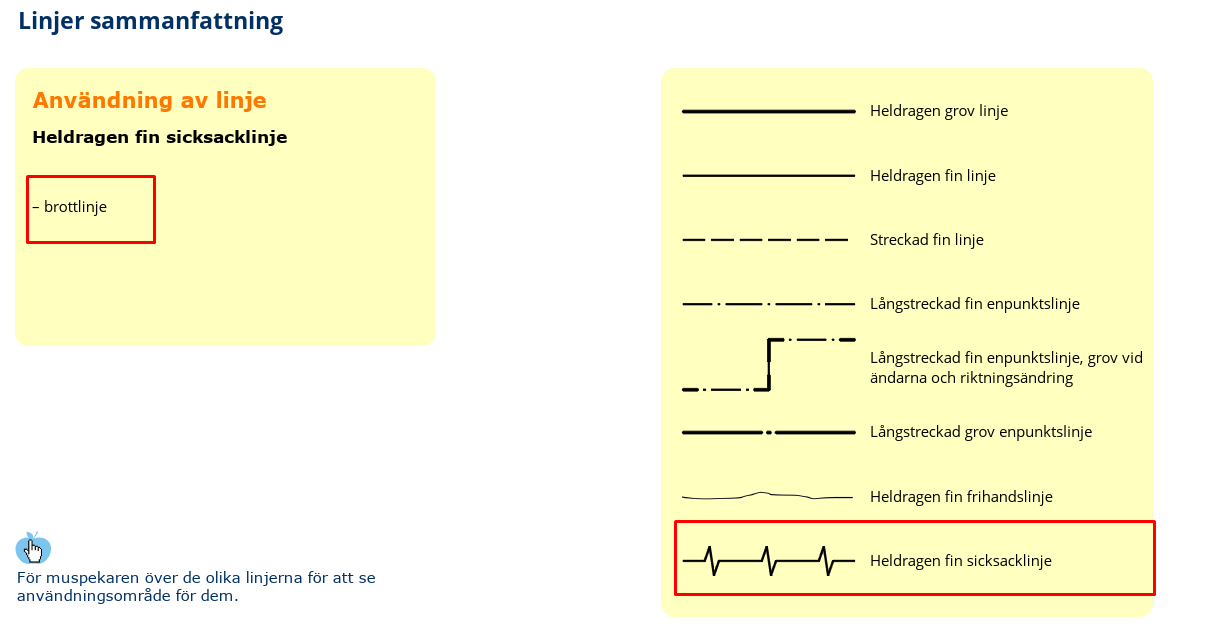 Linjer sammanfattning
Användning av linje
Heldragen fin sicksacklinje
– brottlinje
För muspekaren över de olika linjerna för att se
användningsområde för dem.
Heldragen grov linje
Heldragen fin linje
Streckad fin linje
Långstreckad fin enpunktslinje
Långstreckad fin enpunktslinje, grov vid
ändarna och riktningsändring
Långstreckad grov enpunktslinje
Heldragen fin frihandslinje
Heldragen fin sicksacklinje